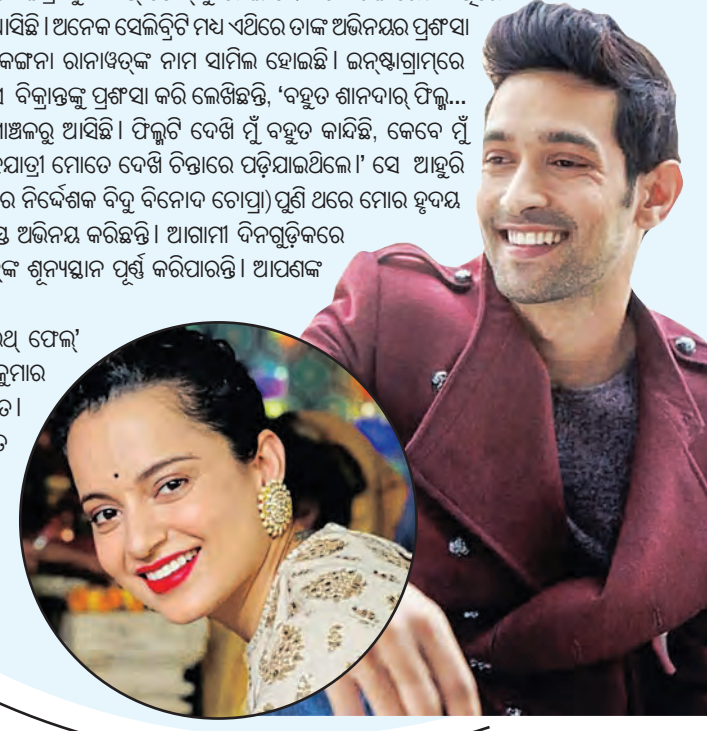 ଆସିଛି । ଅନେକ ସେଲିବ୍ରିଟି ମଧ୍ୟ ଏଥିରେ ତାଙ୍କ ଅଭିନୟର ପ୍ରଶଂସା
କଙ୍ଗନା ରାନାୱତ୍‌ଙ୍କ ନାମ ସାମିଲ ହୋଇଛି । ଇନ୍‌ଷ୍ଟାଗ୍ରାମ୍‌ରେ
ବିକ୍ରାନ୍ତଙ୍କୁ ପ୍ରଶଂସା କରି ଲେଖିଛନ୍ତି, ‘ବହୁତ ଶାନଦାର୍ ଫିଲ୍ମ...
ଆସିଛି । ଫିଲ୍ମଟି ଦେଖି ମୁଁ ବହୁତ କାନ୍ଦିଛି, କେବେ ମୁଁ
ମୋତେ ଦେଖି ଚିନ୍ତାରେ ପଡ଼ିଯାଇଥିଲେ ।’ ସେ ଆହୁରି
ନିର୍ଦ୍ଦେଶକ ବିଦୁ ବିନୋଦ ଚୋପ୍ରା) ପୁଣି ଥରେ ମୋର ହୃଦୟ
ଅଭିନୟ କରିଛନ୍ତି । ଆଗାମୀ ଦିନଗୁଡ଼ିକରେ
ଶୂନ୍ୟସ୍ଥାନ ପୂର୍ଣ୍ଣ କରିପାରନ୍ତି । ଆପଣଙ୍କ
ଫେଲ୍’
କୁମାର